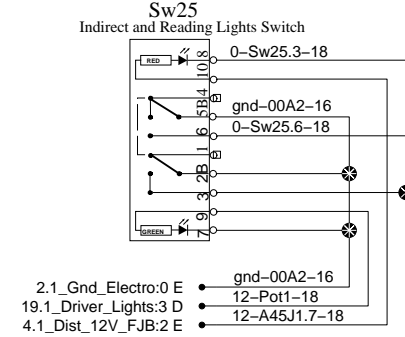 Sw25
Indirect and Reading Lights Switch
RED
8
0-Sw25.3-18
10
4
5B
gnd-00A2-16
6
0-Sw25.6-18
1
2B
3
9
GREEN
7
2.1_Gnd_Electro:0 E
gnd-00A2-16
19.1_Driver_Lights:3 D
12-Pot1-18
4.1_Dist_12V_FJB:2 E
12-A45J1.7-18